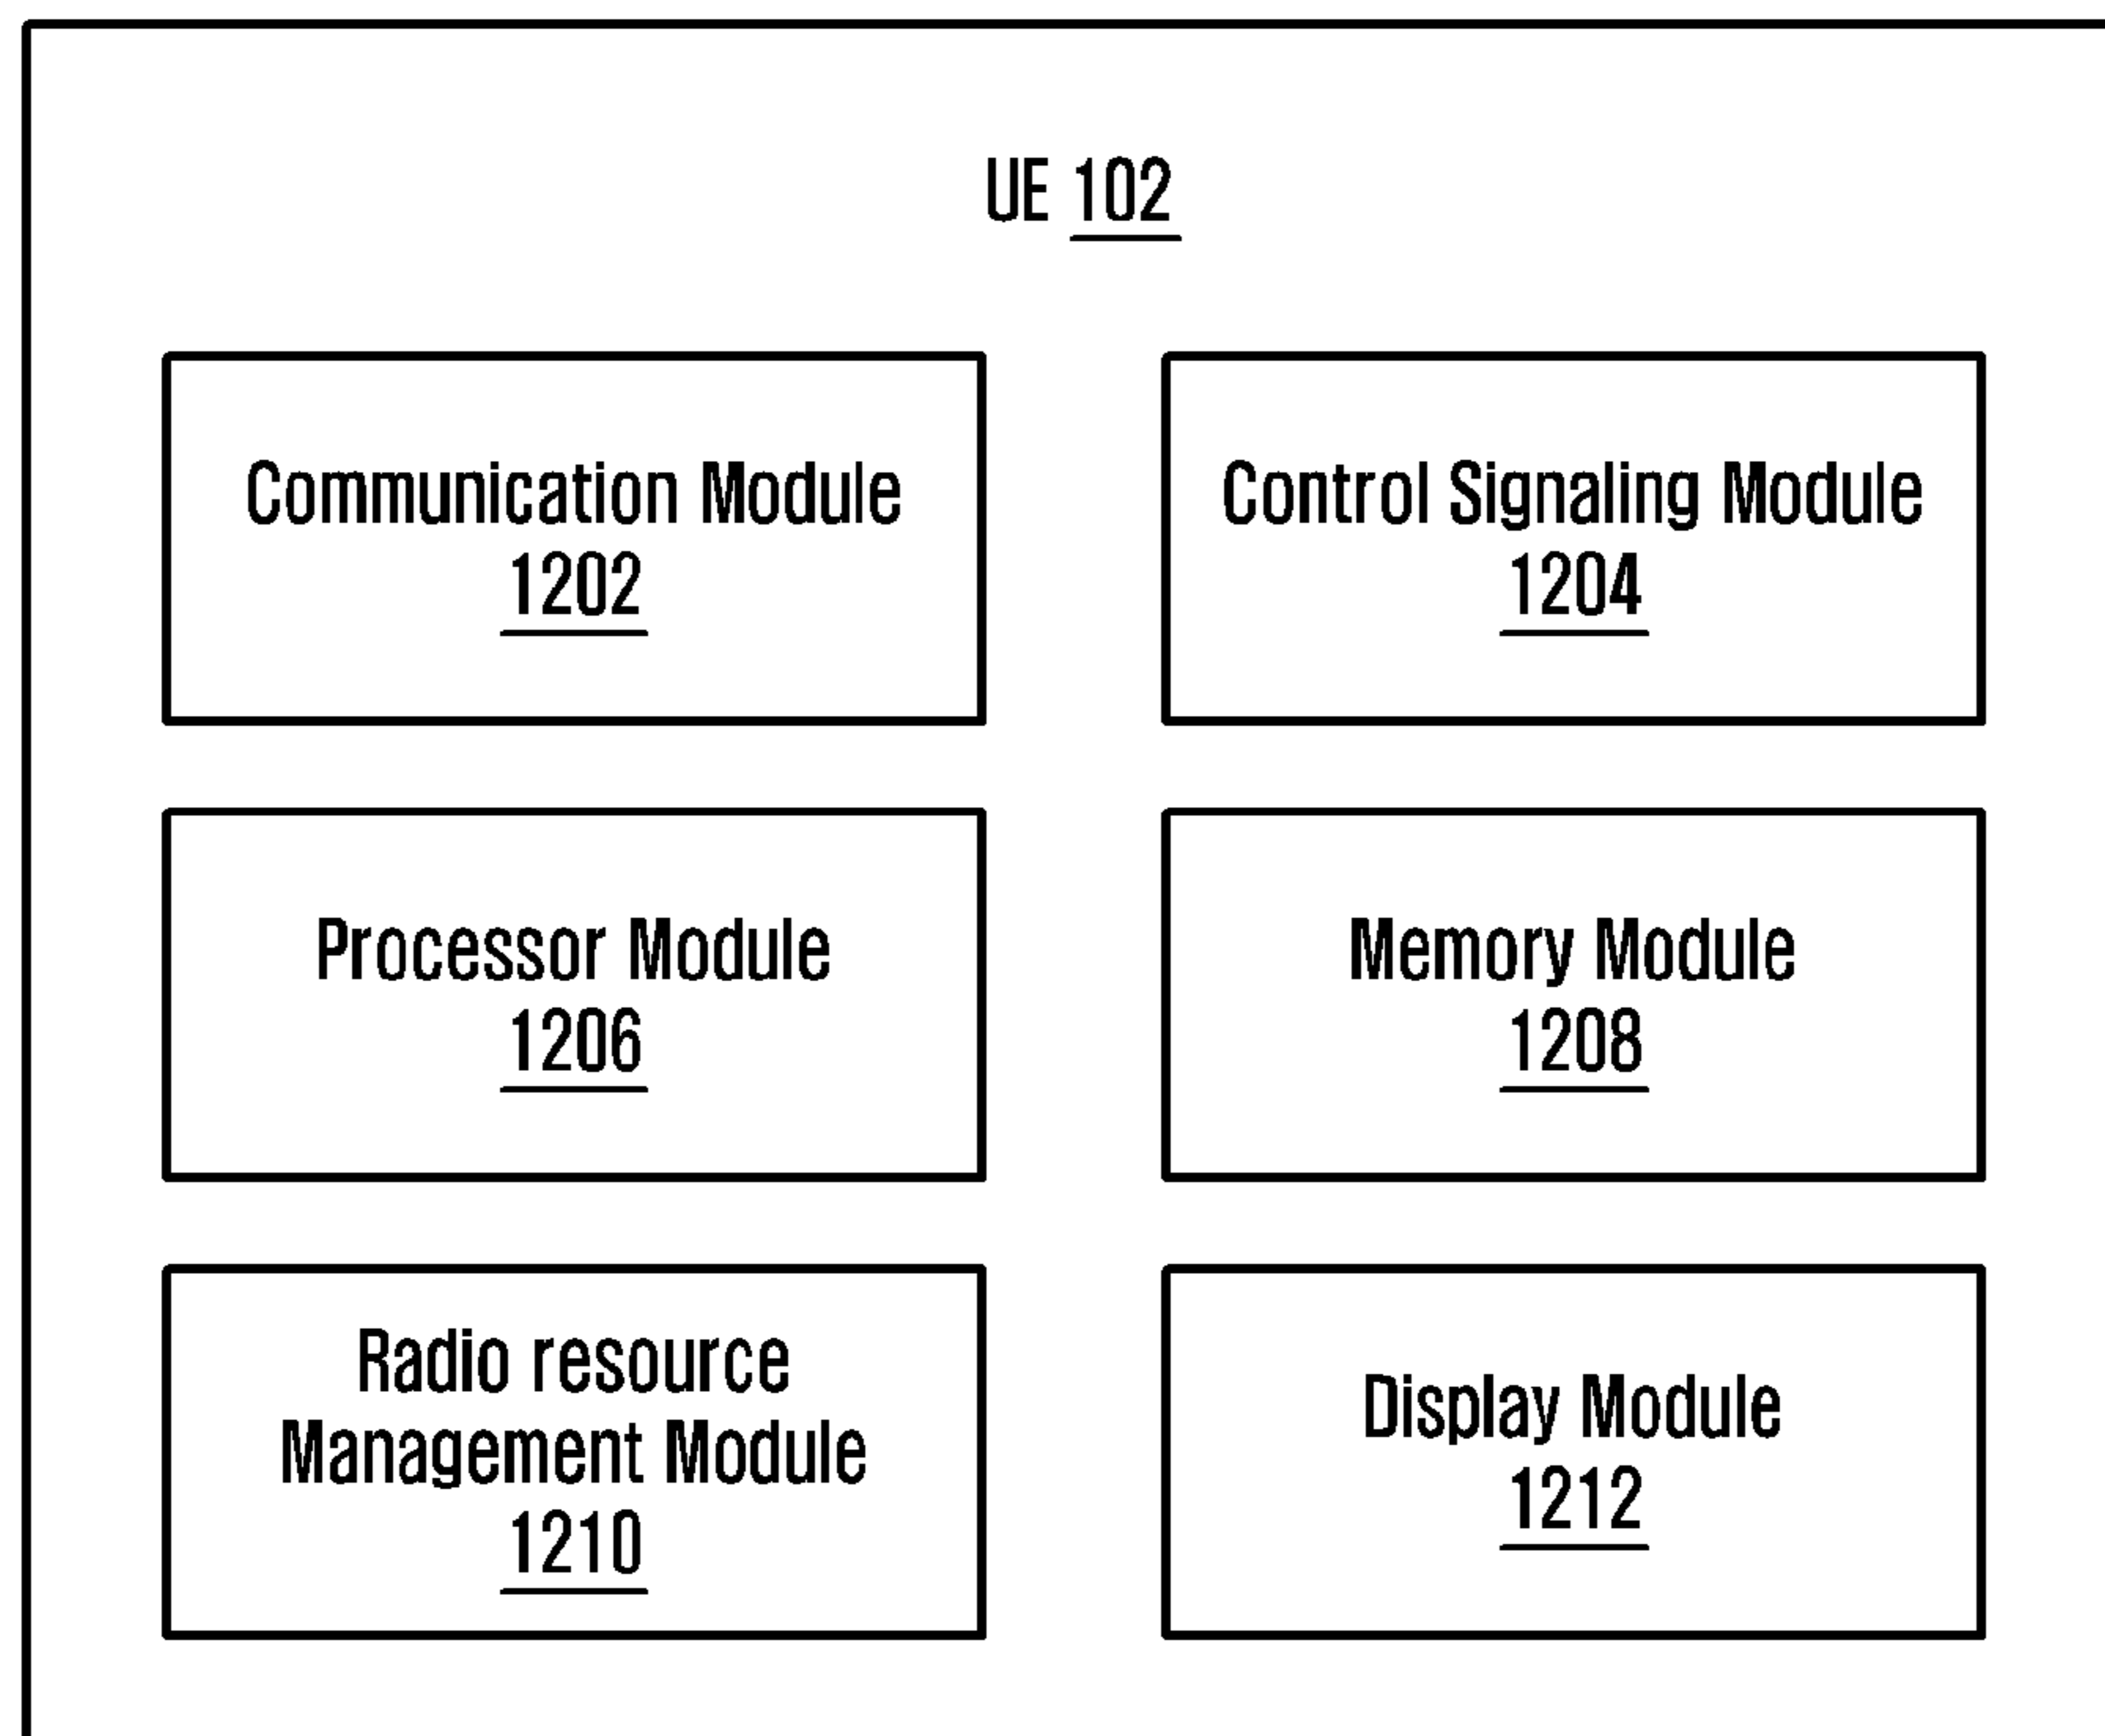 UE 102
Communication Module
1202
Control Signaling Module
1204
Processor Module
1206
Memory Module
1208
Radio resource
Management Module
1210
Display Module
1212